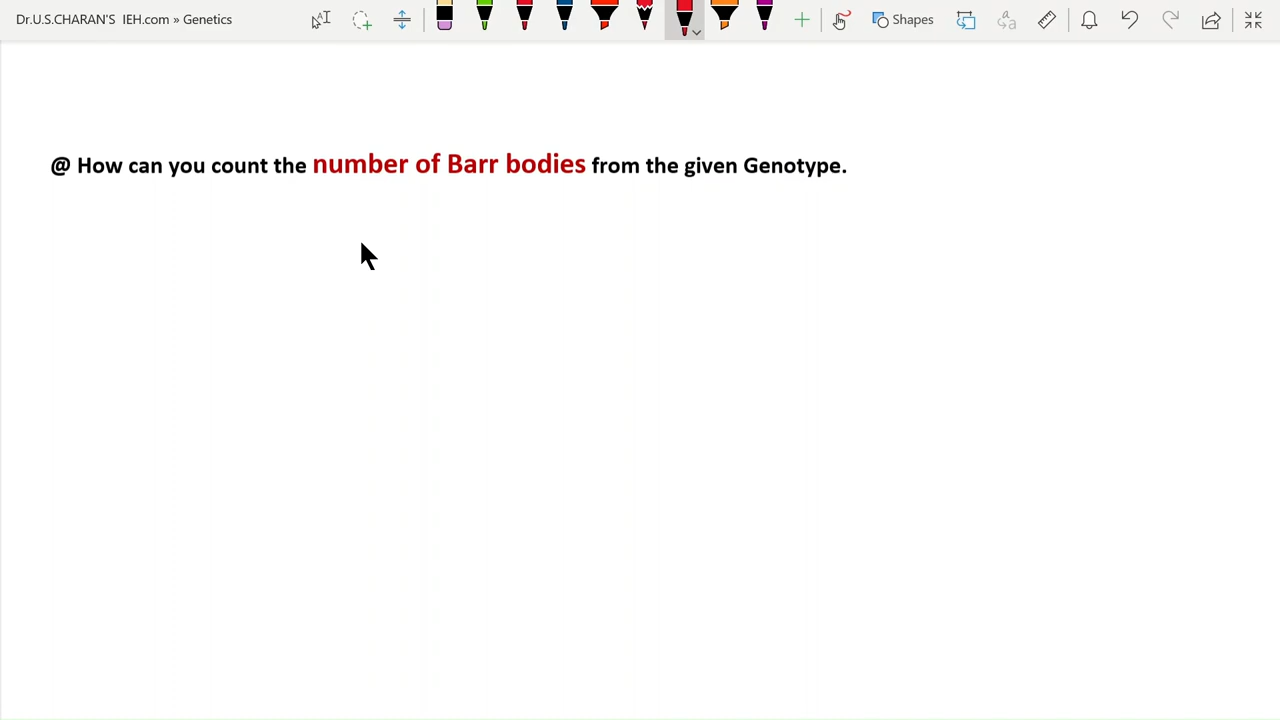 Dr.U.S.CHARAN'S IEH.com » Genetics
Shapes
@ How can you count the number of Barr bodies from the given Genotype.